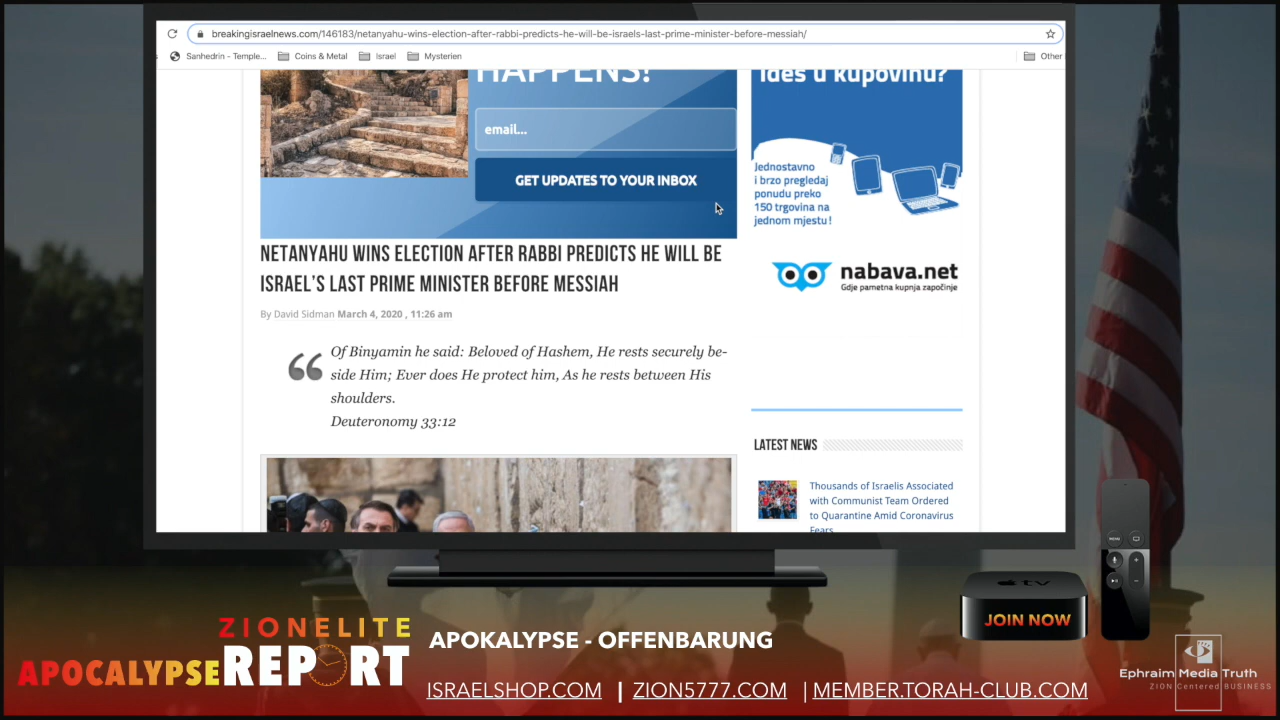 breakingisraelnews.com/146183/netanyahu-wins-election-after-rabbi-predicts-he-will-be-israels-last-prime-minister-before-messiah/
Sanhedrin - Temple... Coins & Metal Israel Mysterien Other
HAPPENS!
email...
GET UPDATES TO YOUR INBOX
Ideš u kupovinu?
Jednostavno
i brzo pregledaj
ponudu preko
150 trgovina na
jednom mjestu!
nabava.net
Gdje pametna kupnja započinje
NETANYAHU WINS ELECTION AFTER RABBI PREDICTS HE WILL BE
ISRAEL'S LAST PRIME MINISTER BEFORE MESSIAH
By David Sidman March 4, 2020 , 11:26 am
Of Binyamin he said: Beloved of Hashem, He rests securely be-
side Him; Ever does He protect him, As he rests between His
shoulders.
Deuteronomy 33:12
LATEST NEWS
Thousands of Israelis Associated
with Communist Team Ordered
to Quarantine Amid Coronavirus
Fears
MENU
tv
JOIN NOW
ZIONELITE
APOCALYPSE REPORT
APOKALYPSE - OFFENBARUNG
ISRAELSHOP.COM | ZION5777.COM | MEMBER.TORAH-CLUB.COM
Ephraim Media Truth
ZION Centered BUSINESS